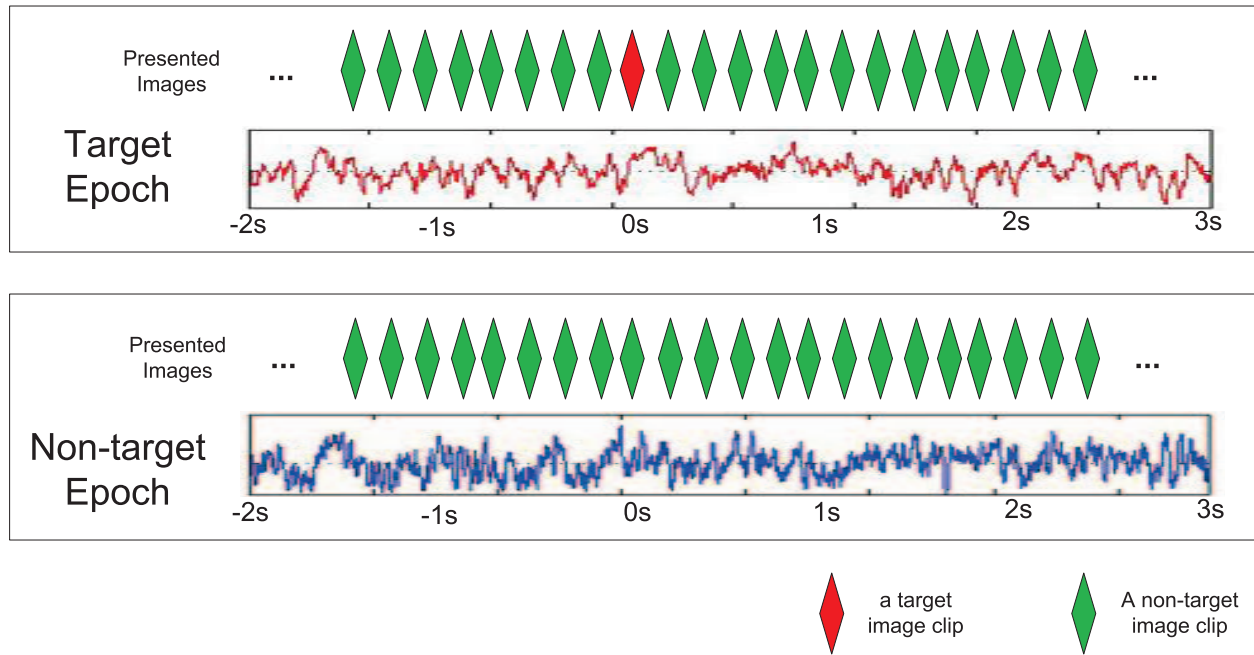 Presented
Images
...
...
Target
Epoch
-2s
-1s
0s
1s
2s
3s
Presented
Images
...
...
Non-target
Epoch
-2s
-1s
0s
1s
2s
3s
a target
image clip
A non-target
image clip